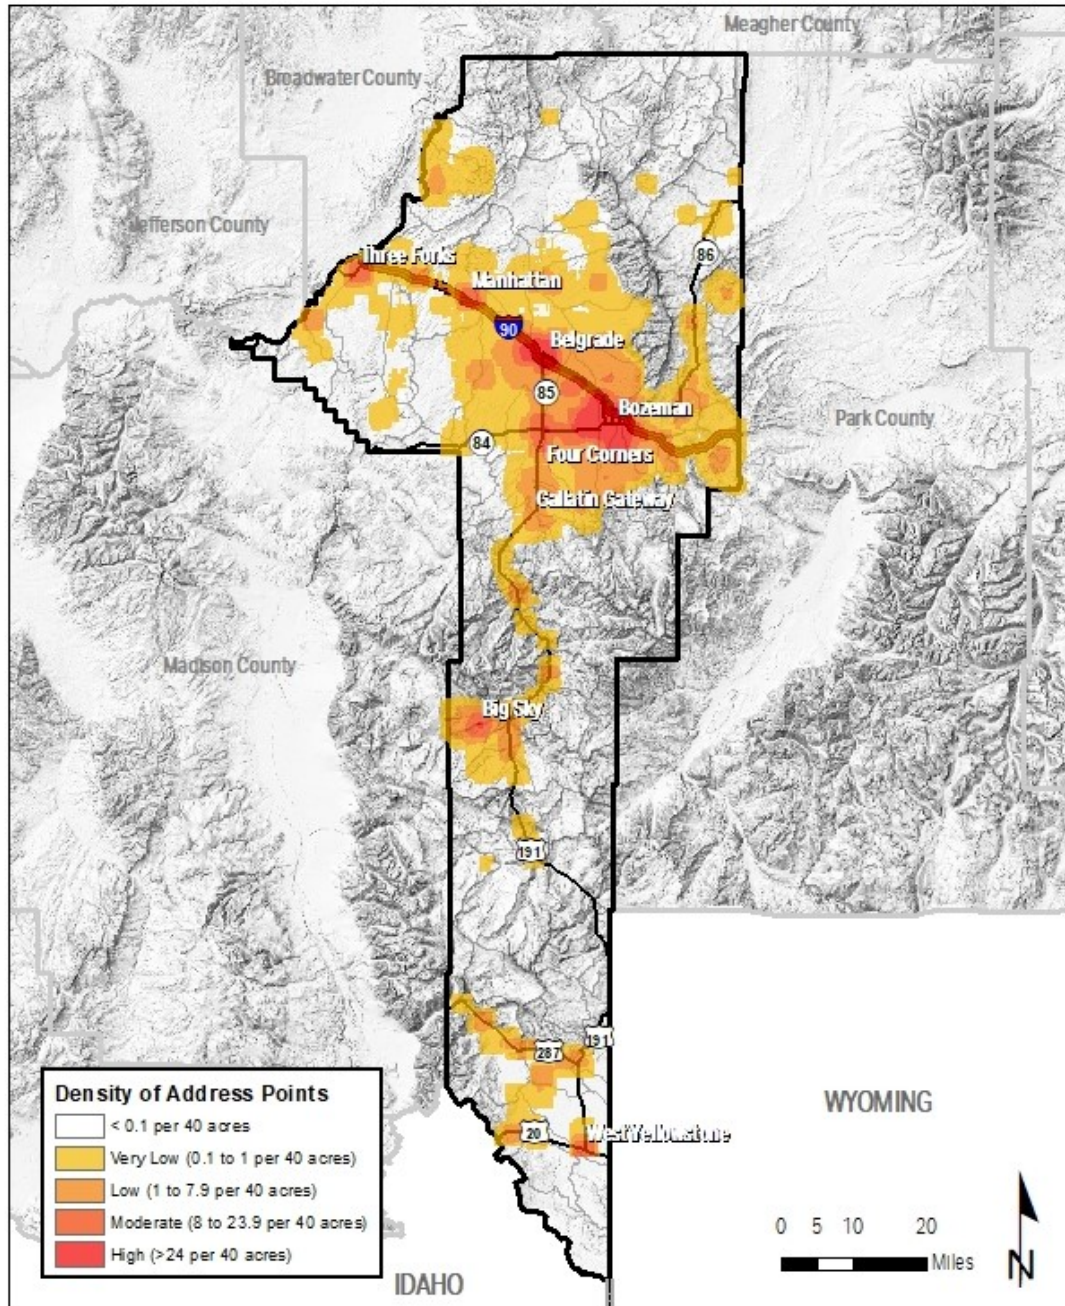 Meagher County
Broadwater County
Jefferson County
86
Three Forks
Manhattan
90
Belgrade
85
Bozeman
Park County
84
Four Corners
Gallatin Gateway
Madison County
Big Sky
191
191
287
Density of Address Points
< 0.1 per 40 acres
Very Low (0.1 to 1 per 40 acres)
Low (1 to 7.9 per 40 acres)
Moderate (8 to 23.9 per 40 acres)
High (>24 per 40 acres)
WYOMING
20
West Yellowstone
0 5 10 20
Miles
N
IDAHO